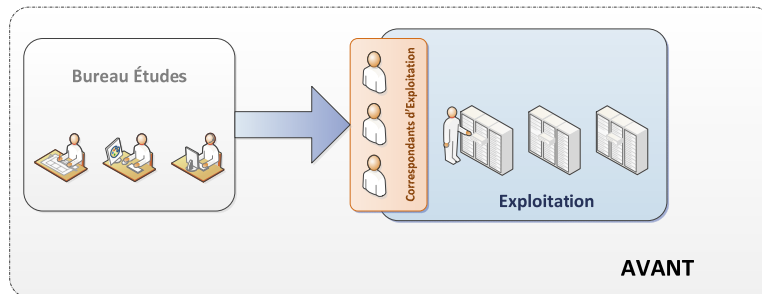 Bureau Études
Correspondants d'Exploitation
Exploitation
AVANT